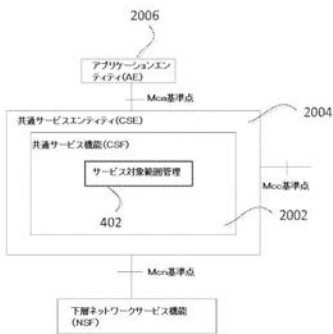 2006
アプリケーションエン
ティティ(AE)
Mca基準点
2004
共通サービスエンティティ(CSE)
共通サービス機能(CSF)
サービス対象範囲管理
Mcc基準点
402
2002
Mcn基準点
下層ネットワークサービス機能
(NSF)